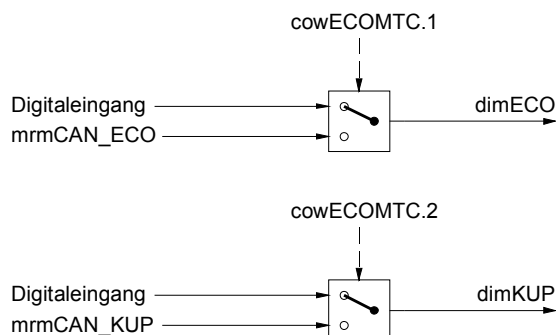 cowECOMTC.1
Digitaleingang
dimECO
mrmCAN_ECO
cowECOMTC.2
Digitaleingang
dimKUP
mrmCAN_KUP